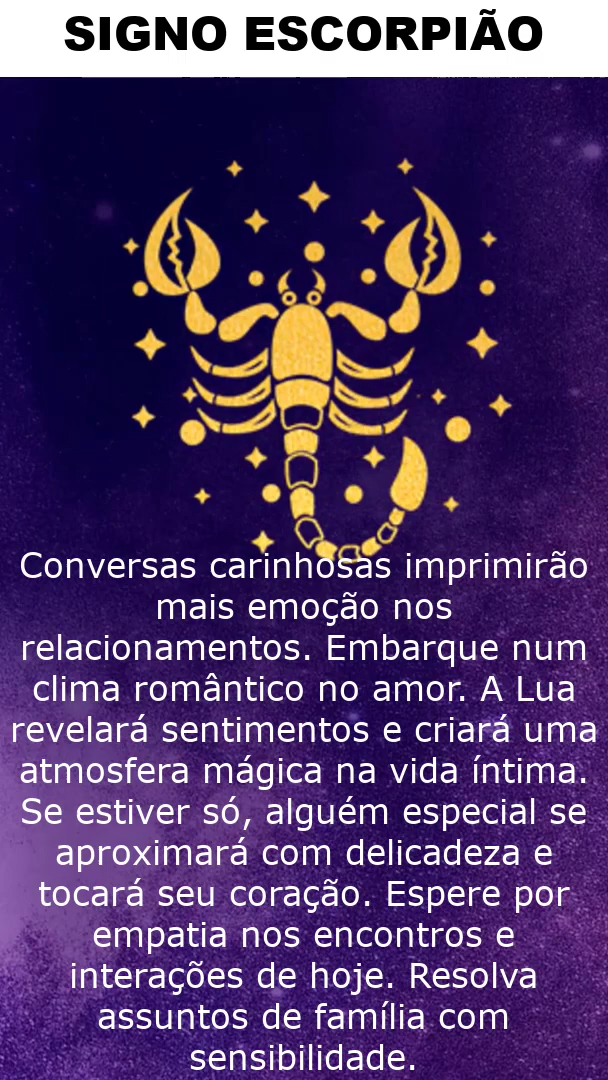 SIGNO ESCORPIÃO
Conversas carinhosas imprimirão
mais emoção nos
relacionamentos. Embarque num
clima romântico no amor. A Lua
revelará sentimentos e criará uma
atmosfera mágica na vida íntima.
Se estiver só, alguém especial se
aproximará com delicadeza e
tocará seu coração. Espere por
empatia nos encontros e
interações de hoje. Resolva
assuntos de família com
sensibilidade.